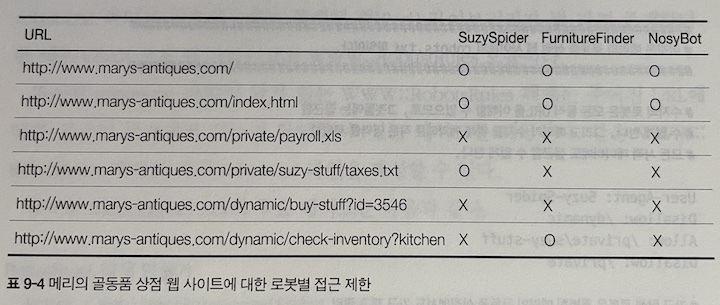 URL SuzySpider FurnitureFinder NosyBot
http://www.marys-antiques.com/ O O O
http://www.marys-antiques.com/index.html O O O
http://www.marys-antiques.com/private/payroll.xls X X X
http://www.marys-antiques.com/private/suzy-stuff/taxes.txt O X X
http://www.marys-antiques.com/dynamic/buy-stuff?id=3546 X X X
http://www.marys-antiques.com/dynamic/check-inventory?kitchen X O X
표 9-4 메리의 골동품 상점 웹 사이트에 대한 로봇별 접근 제한